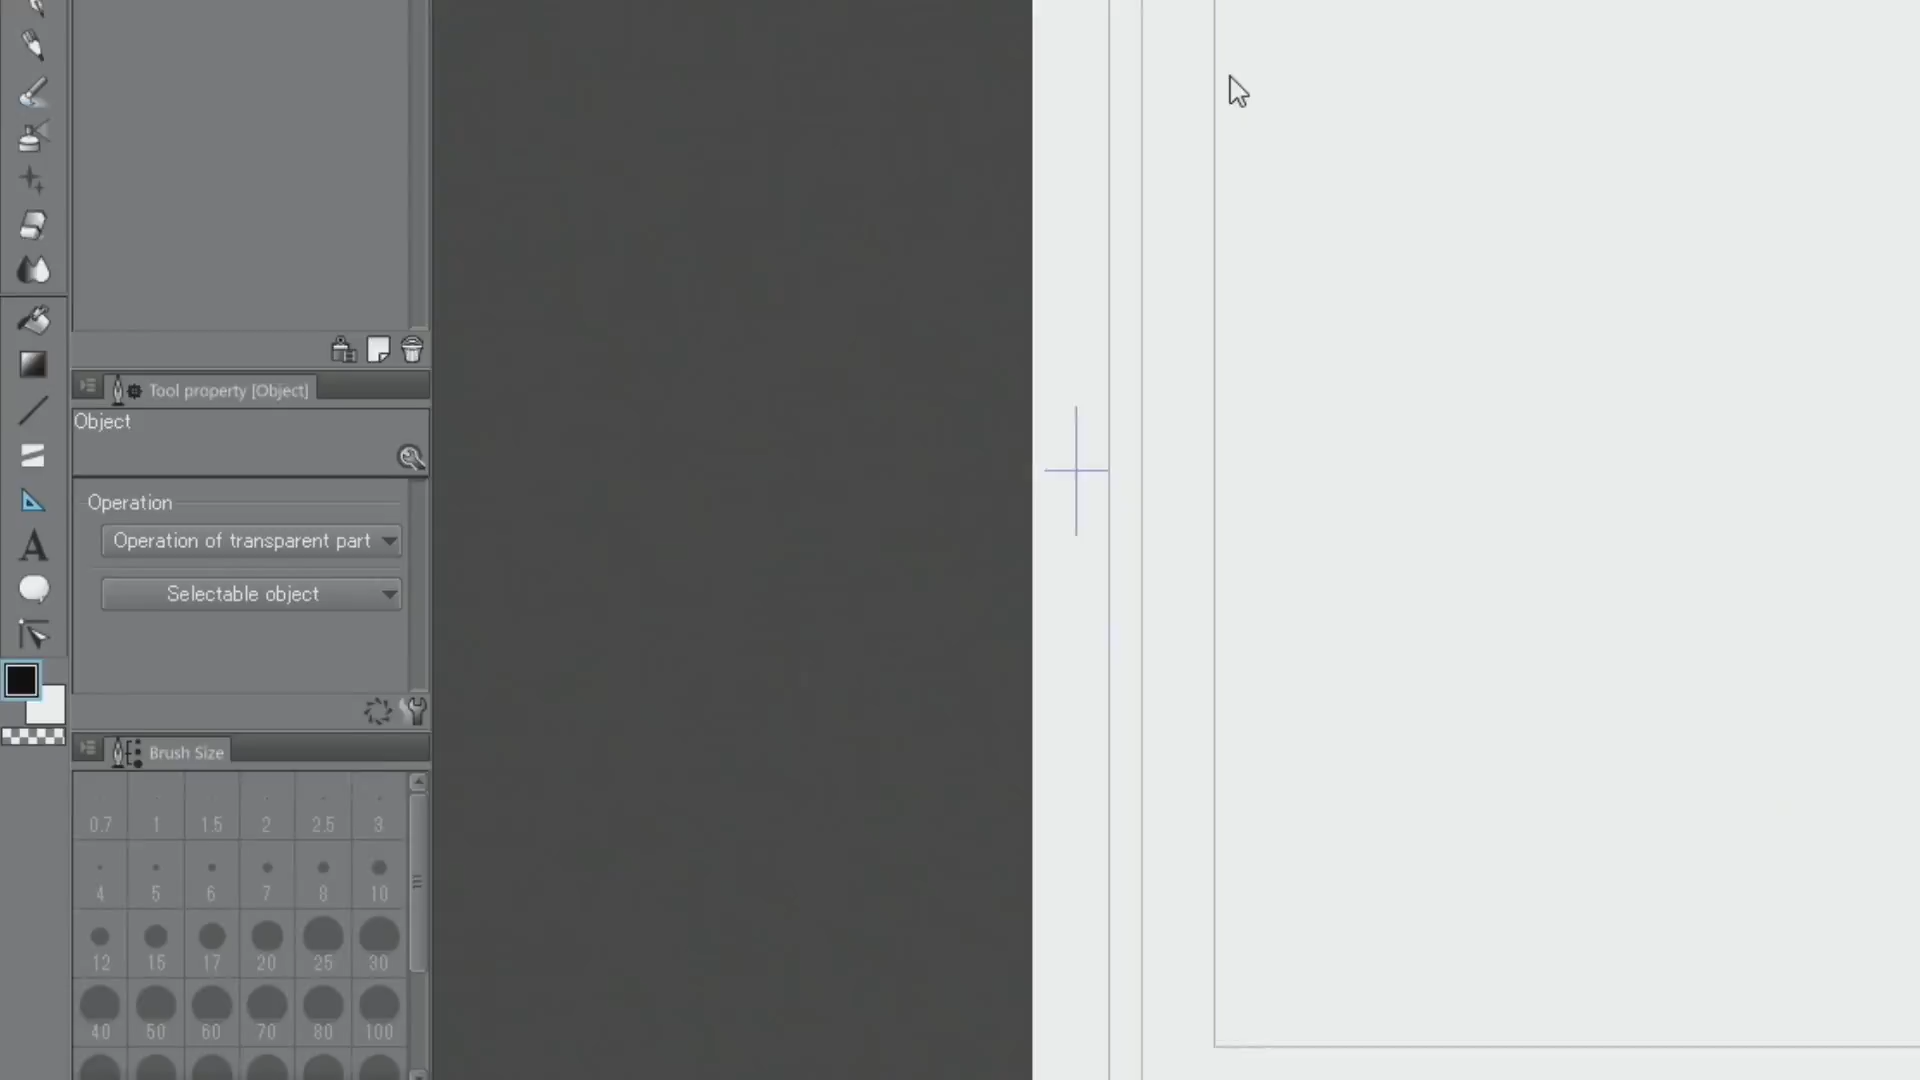 Tool property [Object]
Object
Operation
Operation of transparent part
Selectable object
Brush Size
0.7 1 1.5 2 2.5 3
4 5 6 7 8 10
12 15 17 20 25 30
40 50 60 70 80 100